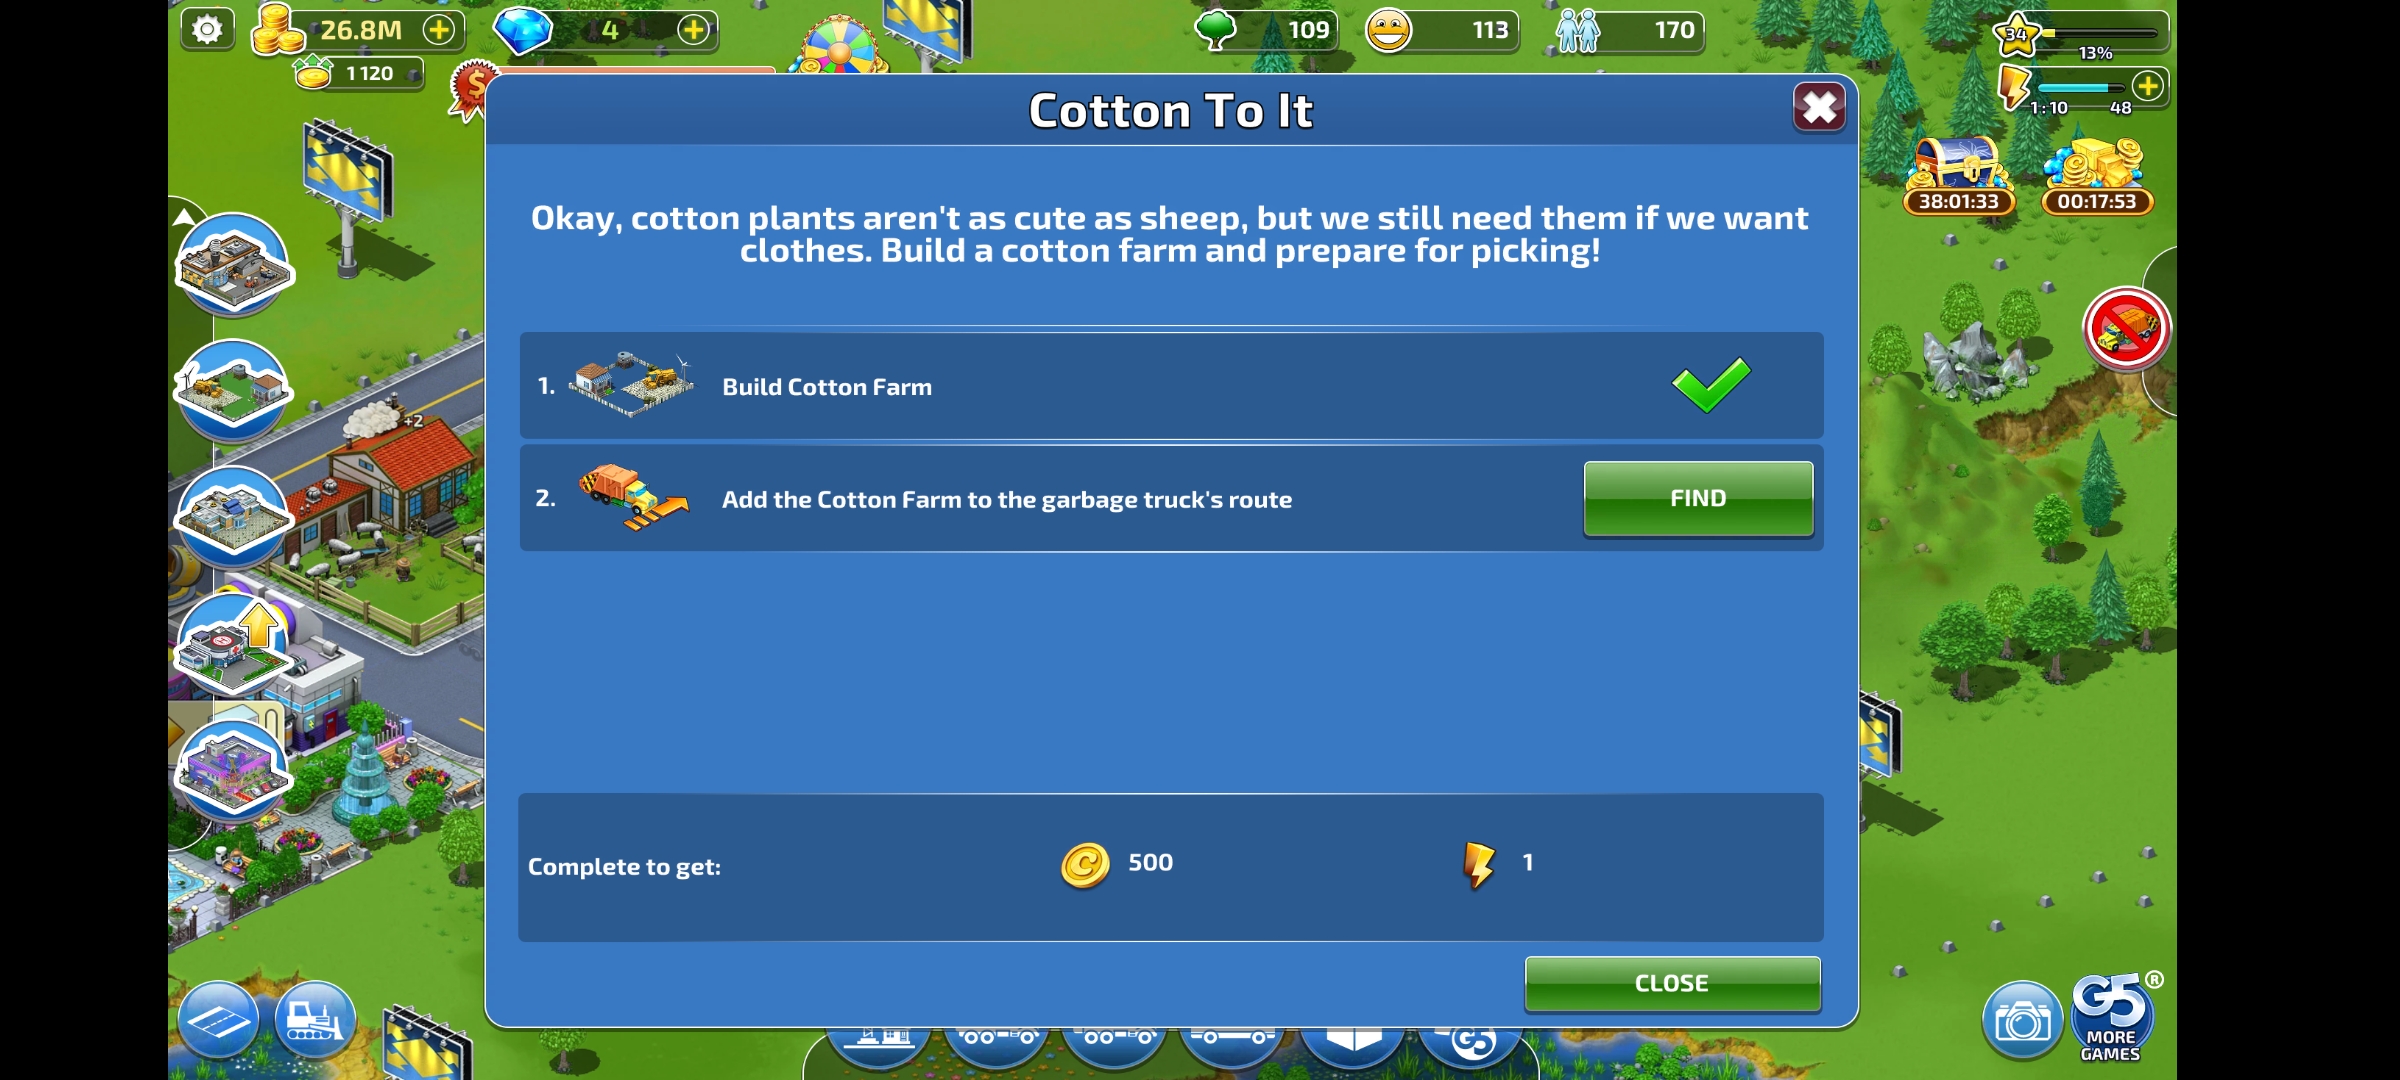 26.8M
4
109
113
170
34
13%
1 120
1:10
48
$
Cotton To It
38:01:33
00:17:53
Okay, cotton plants aren't as cute as sheep, but we still need them if we want
clothes. Build a cotton farm and prepare for picking!
1.
Build Cotton Farm
+2
2.
Add the Cotton Farm to the garbage truck's route
FIND
Complete to get:
500
1
CLOSE
G5
G5®
MORE
GAMES